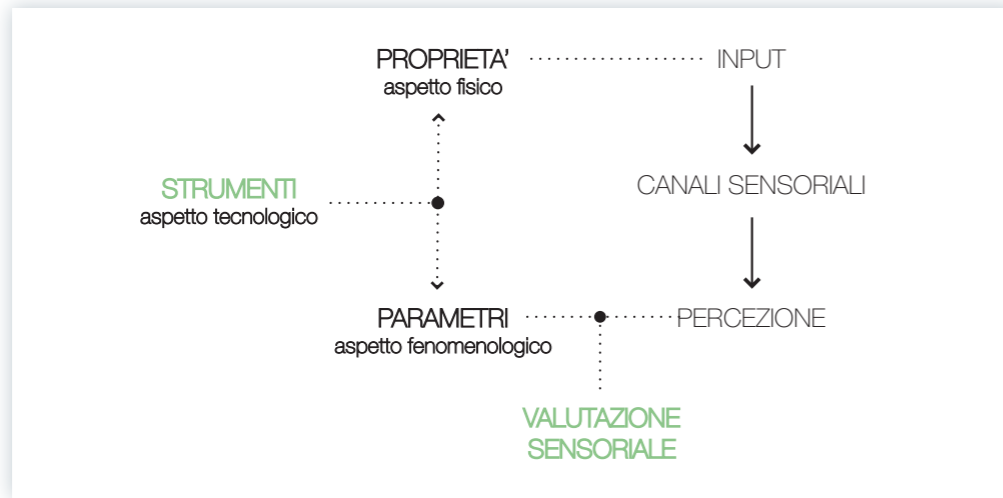 PROPRIETA’
aspetto fisico
INPUT
STRUMENTI
aspetto tecnologico
CANALI SENSORIALI
PARAMETRI
aspetto fenomenologico
PERCEZIONE
VALUTAZIONE
SENSORIALE